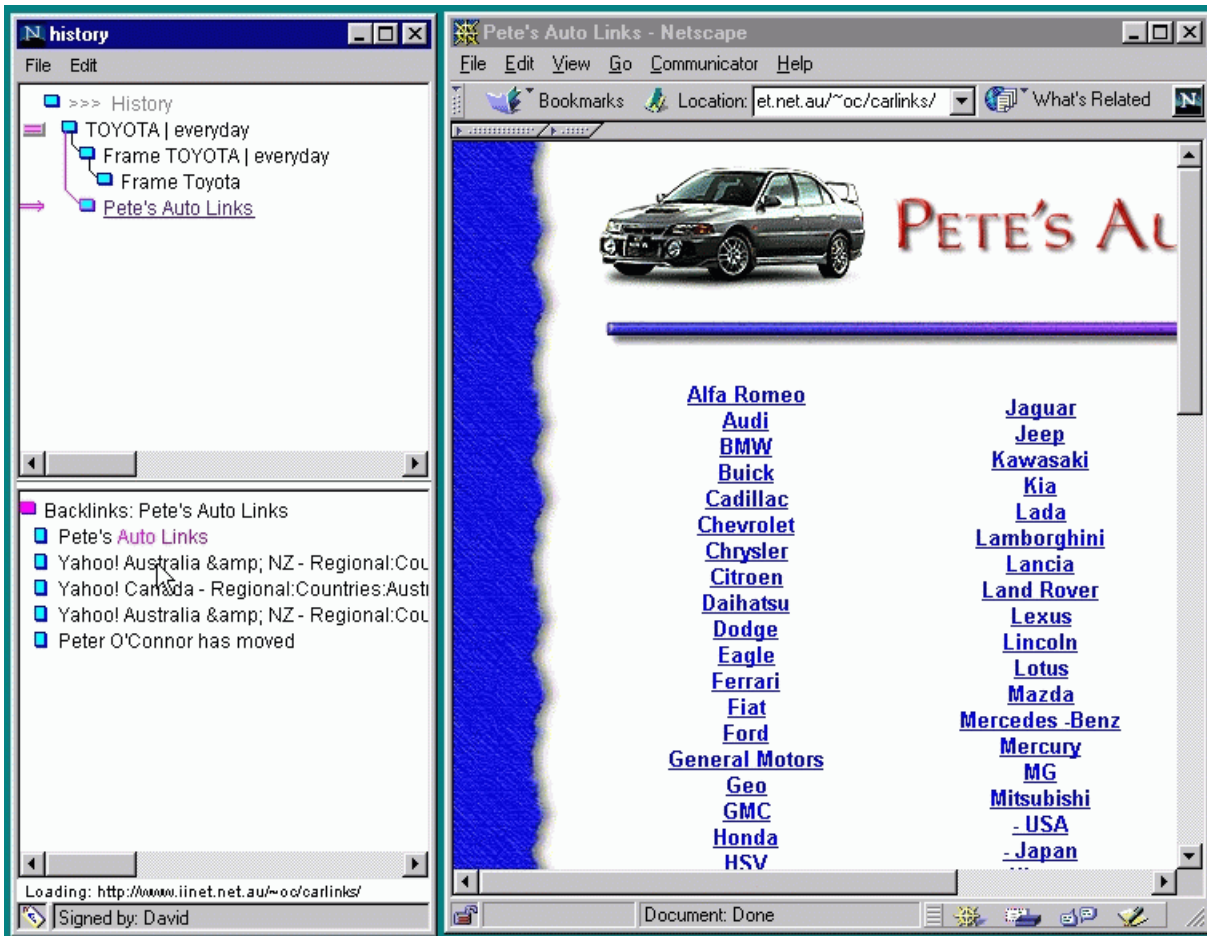 history
File Edit
>>> History
TOYOTA | everyday
Frame TOYOTA | everyday
Frame Toyota
Pete's Auto Links
Backlinks: Pete's Auto Links
Pete's Auto Links
Yahoo! Australia &amp; NZ - Regional:Cou
Yahoo! Canada - Regional:Countries:Austr
Yahoo! Australia &amp; NZ - Regional:Cou
Peter O'Connor has moved
Loading: http://www.iinet.net.au/~oc/carlinks/
Signed by: David
Pete's Auto Links - Netscape
File Edit View Go Communicator Help
Bookmarks Location: et.net.au/~oc/carlinks/ What's Related N
PETE'S AU
Alfa Romeo
Audi
BMW
Buick
Cadillac
Chevrolet
Chrysler
Citroen
Daihatsu
Dodge
Eagle
Ferrari
Fiat
Ford
General Motors
Geo
GMC
Honda
HSV
Jaguar
Jeep
Kawasaki
Kia
Lada
Lamborghini
Lancia
Land Rover
Lexus
Lincoln
Lotus
Mazda
Mercedes -Benz
Mercury
MG
Mitsubishi
- USA
- Japan
Document: Done